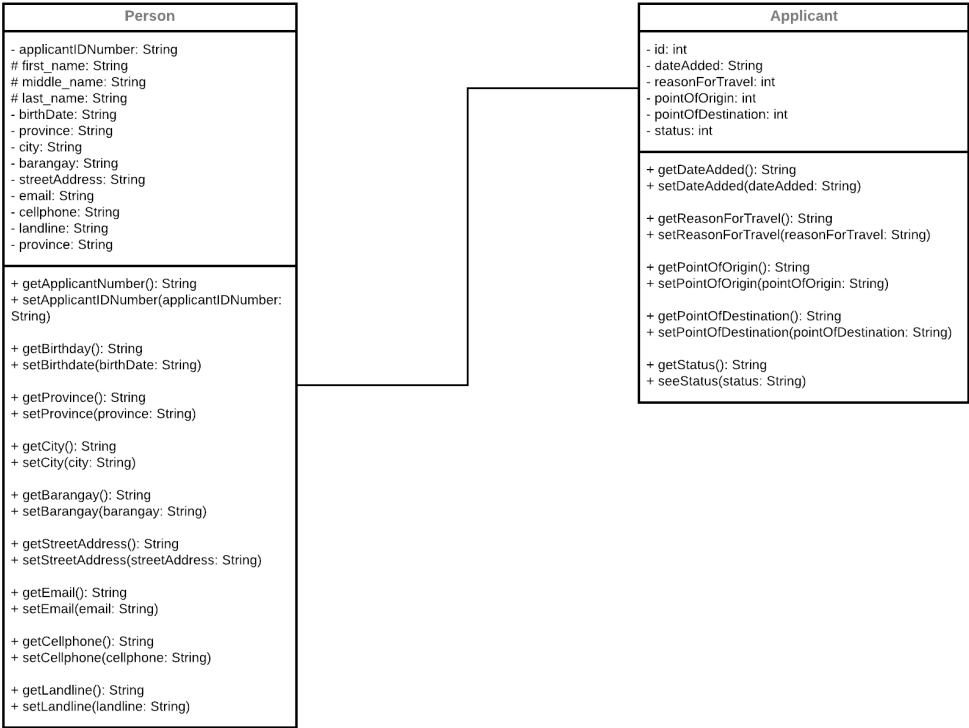 Person
- applicantIDNumber: String
# first_name: String
# middle_name: String
# last_name: String
- birthDate: String
- province: String
- city: String
- barangay: String
- streetAddress: String
- email: String
- cellphone: String
- landline: String
- province: String
+ getApplicantNumber(): String
+ setApplicantIDNumber(applicantIDNumber:
String)
+ getBirthday(): String
+ setBirthdate(birthDate: String)
+ getProvince(): String
+ setProvince(province: String)
+ getCity(): String
+ setCity(city: String)
+ getBarangay(): String
+ setBarangay(barangay: String)
+ getStreetAddress(): String
+ setStreetAddress(streetAddress: String)
+ getEmail(): String
+ setEmail(email: String)
+ getCellphone(): String
+ setCellphone(cellphone: String)
+ getLandline(): String
+ setLandline(landline: String)
Applicant
- id: int
- dateAdded: String
- reasonForTravel: int
- pointOfOrigin: int
- pointOfDestination: int
- status: int
+ getDateAdded(): String
+ setDateAdded(dateAdded: String)
+ getReasonForTravel(): String
+ setReasonForTravel(reasonForTravel: String)
+ getPointOfOrigin(): String
+ setPointOfOrigin(pointOfOrigin: String)
+ getPointOfDestination(): String
+ setPointOfDestination(pointOfDestination: String)
+ getStatus(): String
+ seeStatus(status: String)